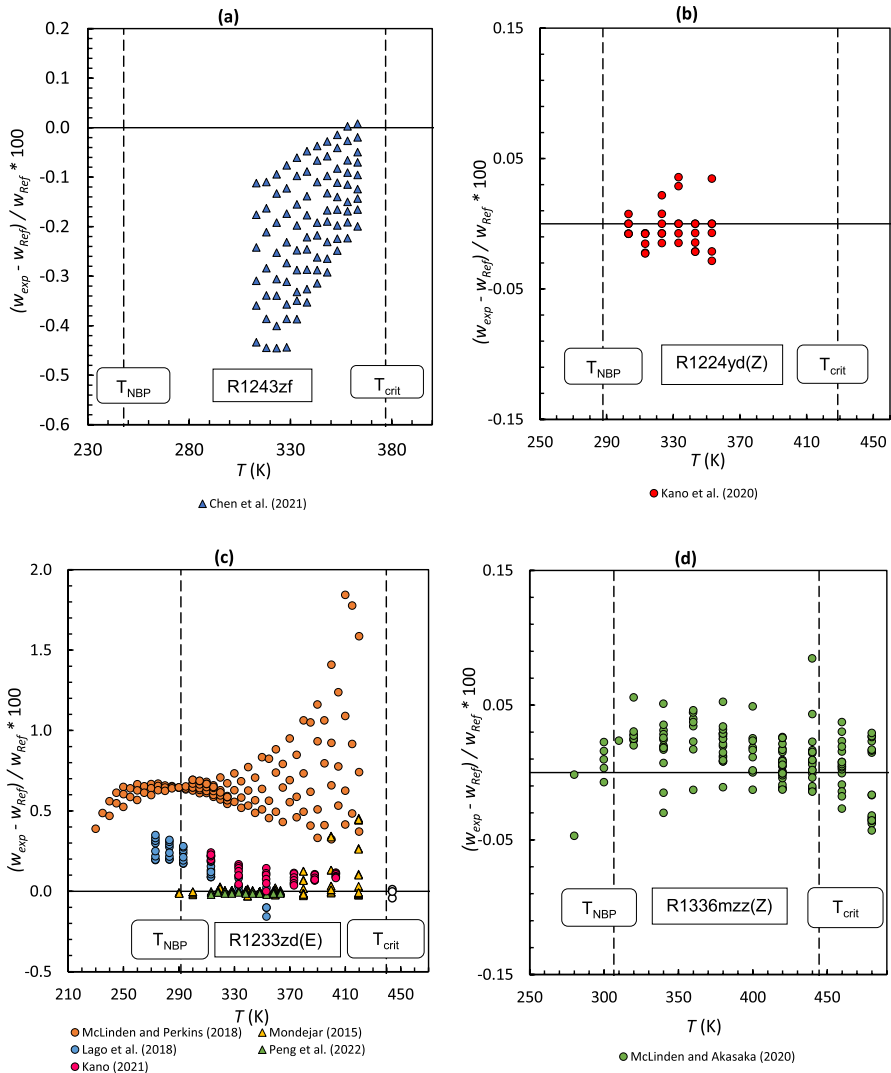 (a)
(w_exp - w_Ref) / w_Ref * 100
0.2
0.1
0.0
-0.1
-0.2
-0.3
-0.4
-0.5
-0.6
T_NBP R1243zf T_crit
230 280 330 380
T (K)
Chen et al. (2021)
(b)
(w_exp - w_Ref) / w_Ref * 100
0.15
0.05
-0.05
-0.15
T_NBP R1224yd(Z) T_crit
250 290 330 370 410 450
T (K)
Kano et al. (2020)
(c)
(w_exp - w_Ref) / w_Ref * 100
2.0
1.5
1.0
0.5
0.0
-0.5
T_NBP R1233zd(E) T_crit
210 250 290 330 370 410 450
T (K)
McLinden and Perkins (2018) Mondejar (2015)
Lago et al. (2018) Peng et al. (2022)
Kano (2021)
(d)
(w_exp - w_Ref) / w_Ref * 100
0.15
0.05
-0.05
-0.15
T_NBP R1336mzz(Z) T_crit
250 300 350 400 450
T (K)
McLinden and Akasaka (2020)